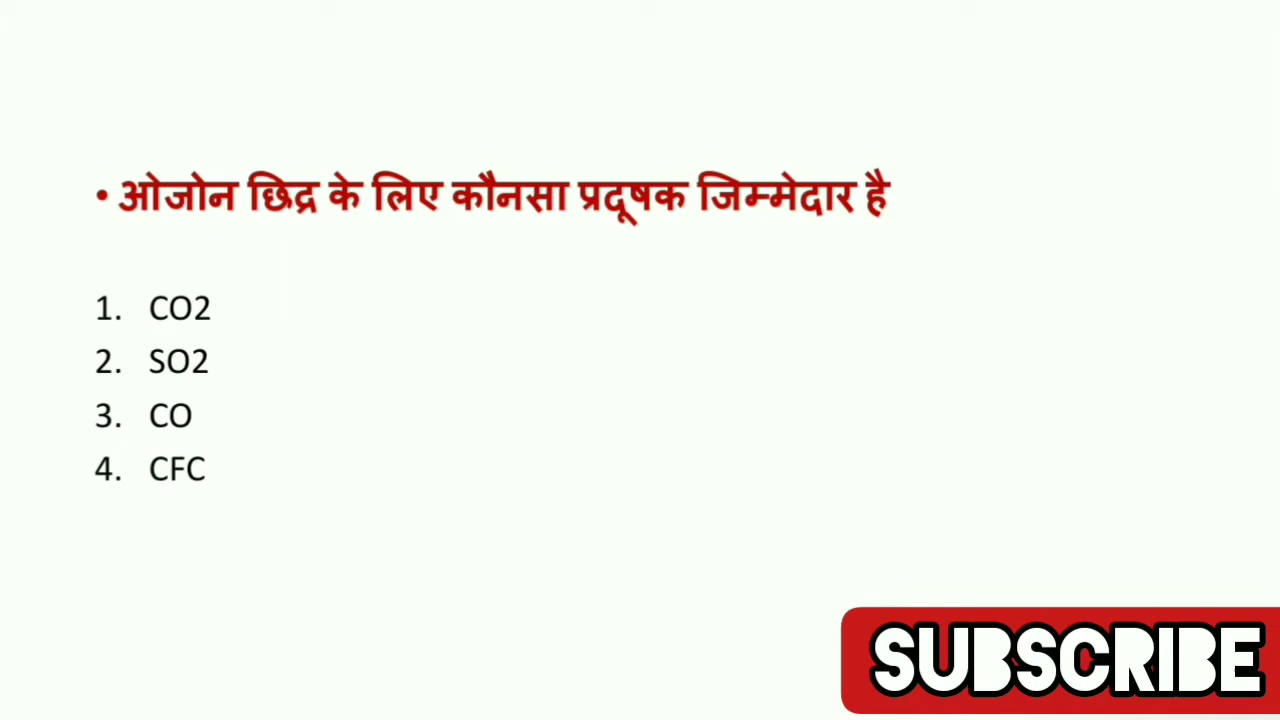 • ओजोन छिद्र के लिए कौनसा प्रदूषक जिम्मेदार है
1. CO2
2. SO2
3. CO
4. CFC
SUBSCRIBE